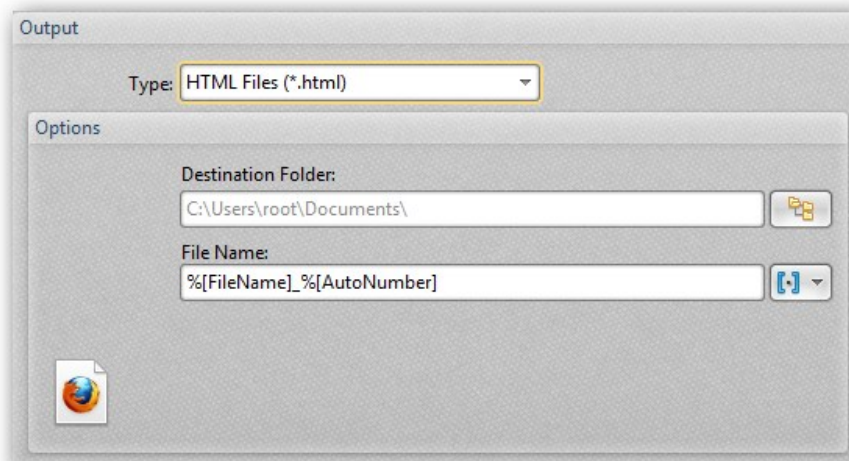 Output
Type: HTML Files (*.html)
Options
Destination Folder:
C:\Users\root\Documents\
File Name:
%[FileName]_%[AutoNumber]